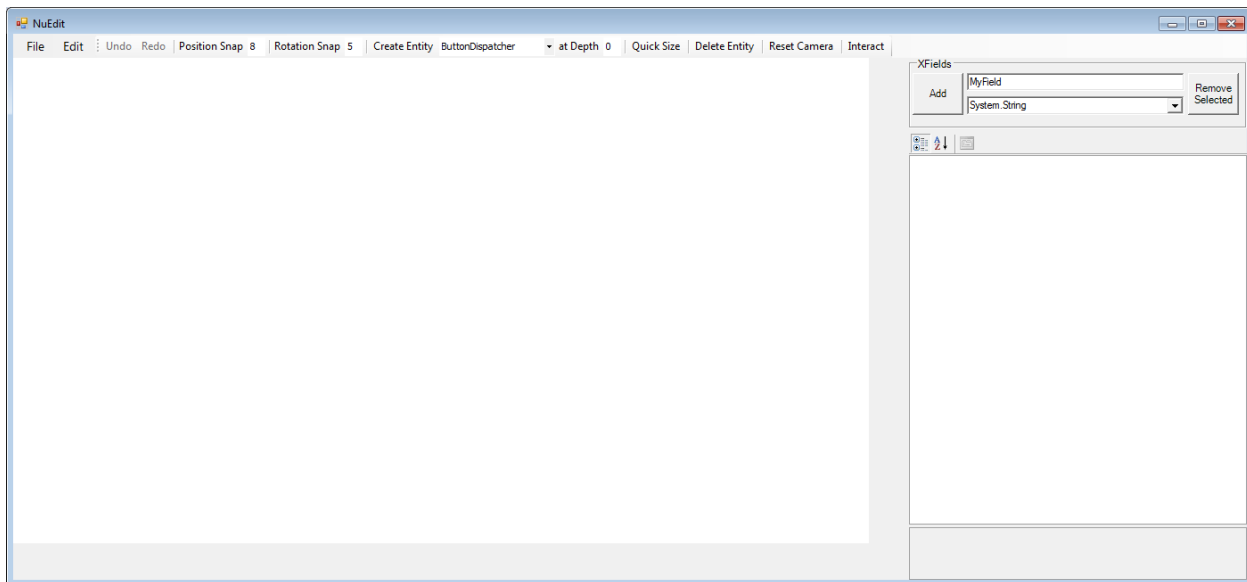 NuEdit
File Edit Undo Redo Position Snap 8 Rotation Snap 5 Create Entity ButtonDispatcher at Depth 0 Quick Size Delete Entity Reset Camera Interact
XFields
Add
MyField
System.String
Remove
Selected